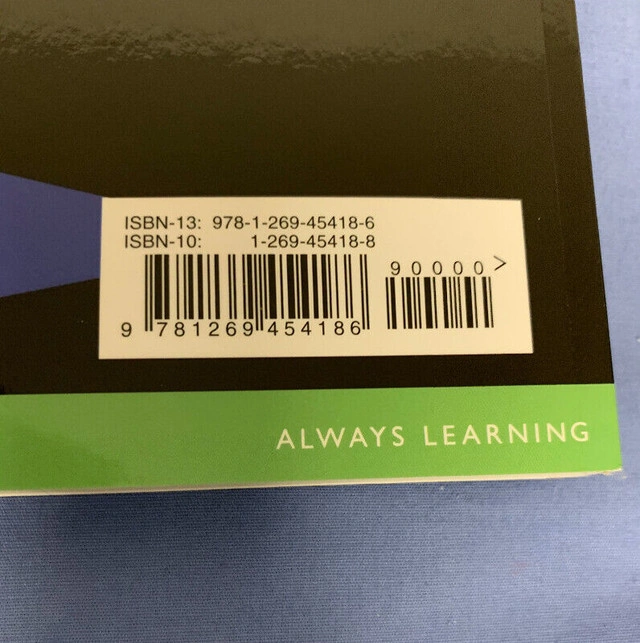 ISBN-13: 978-1-269-45418-6
ISBN-10: 1-269-45418-8
90000>
9 781269 454186
ALWAYS LEARNING